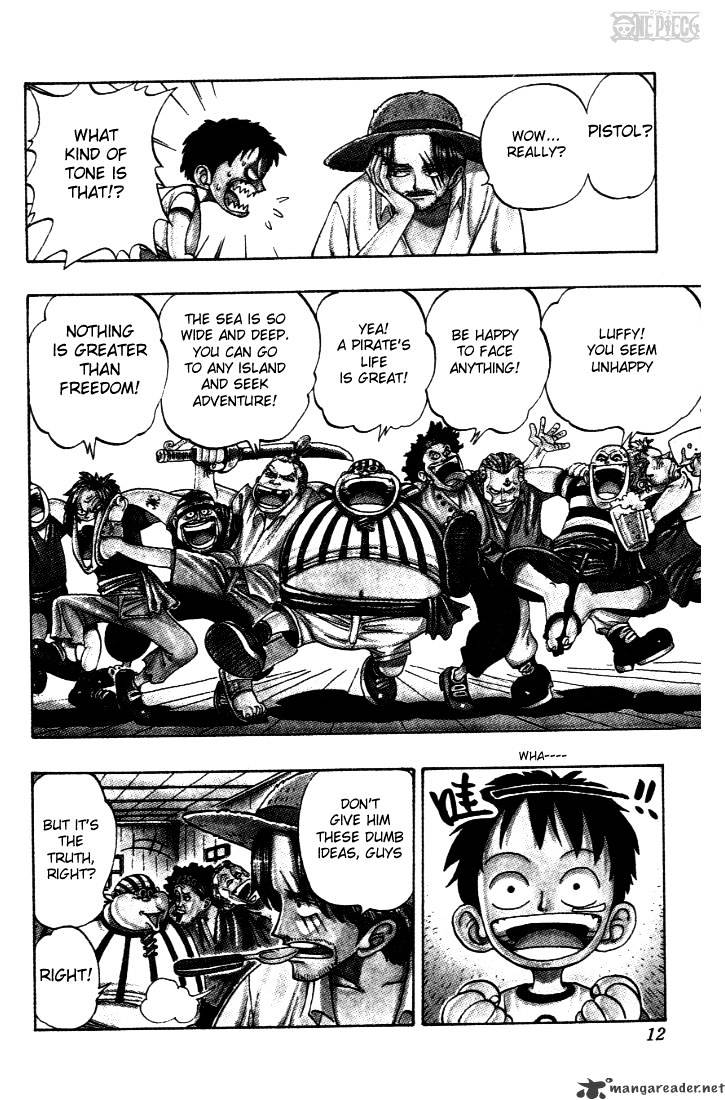 ONE PIECE
PISTOL?
WOW...
REALLY?
WHAT
KIND OF
TONE IS
THAT!?
LUFFY!
YOU SEEM
UNHAPPY
BE HAPPY
TO FACE
ANYTHING!
YEA!
A PIRATE'S
LIFE
IS GREAT!
THE SEA IS SO
WIDE AND DEEP.
YOU CAN GO
TO ANY ISLAND
AND SEEK
ADVENTURE!
NOTHING
IS GREATER
THAN
FREEDOM!
WHA----
哇!!
DON'T
GIVE HIM
THESE DUMB
IDEAS, GUYS
BUT IT'S
THE
TRUTH,
RIGHT?
RIGHT!
12
mangareader.net